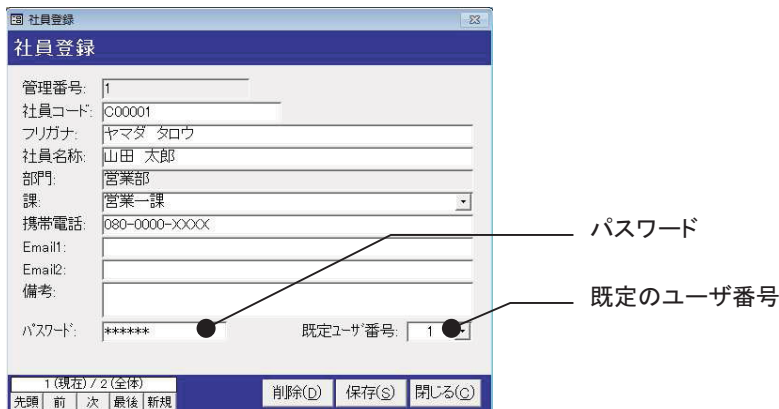 社員登録
社員登録
管理番号: 1
社員コード: C00001
フリガナ: ヤマダ タロウ
社員名称: 山田 太郎
部門: 営業部
課: 営業一課
携帯電話: 080-0000-XXXX
Email1:
Email2:
備考:
パスワード: ******
既定ユーザ番号: 1
パスワード
既定のユーザ番号
1 (現在) / 2 (全体)
先頭 前 次 最後 新規
削除(D) 保存(S) 閉じる(C)